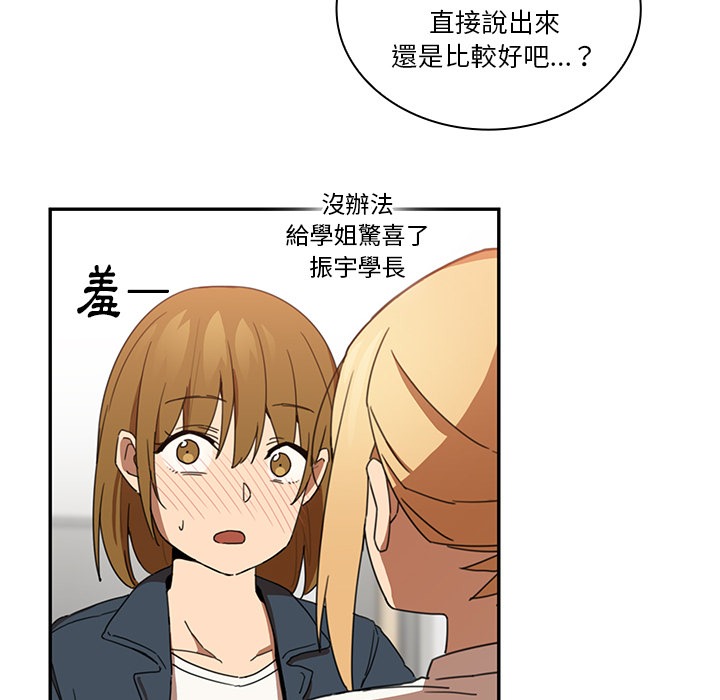 直接說出來
還是比較好吧...？
沒辦法
給學姐驚喜了
振宇學長
羞—